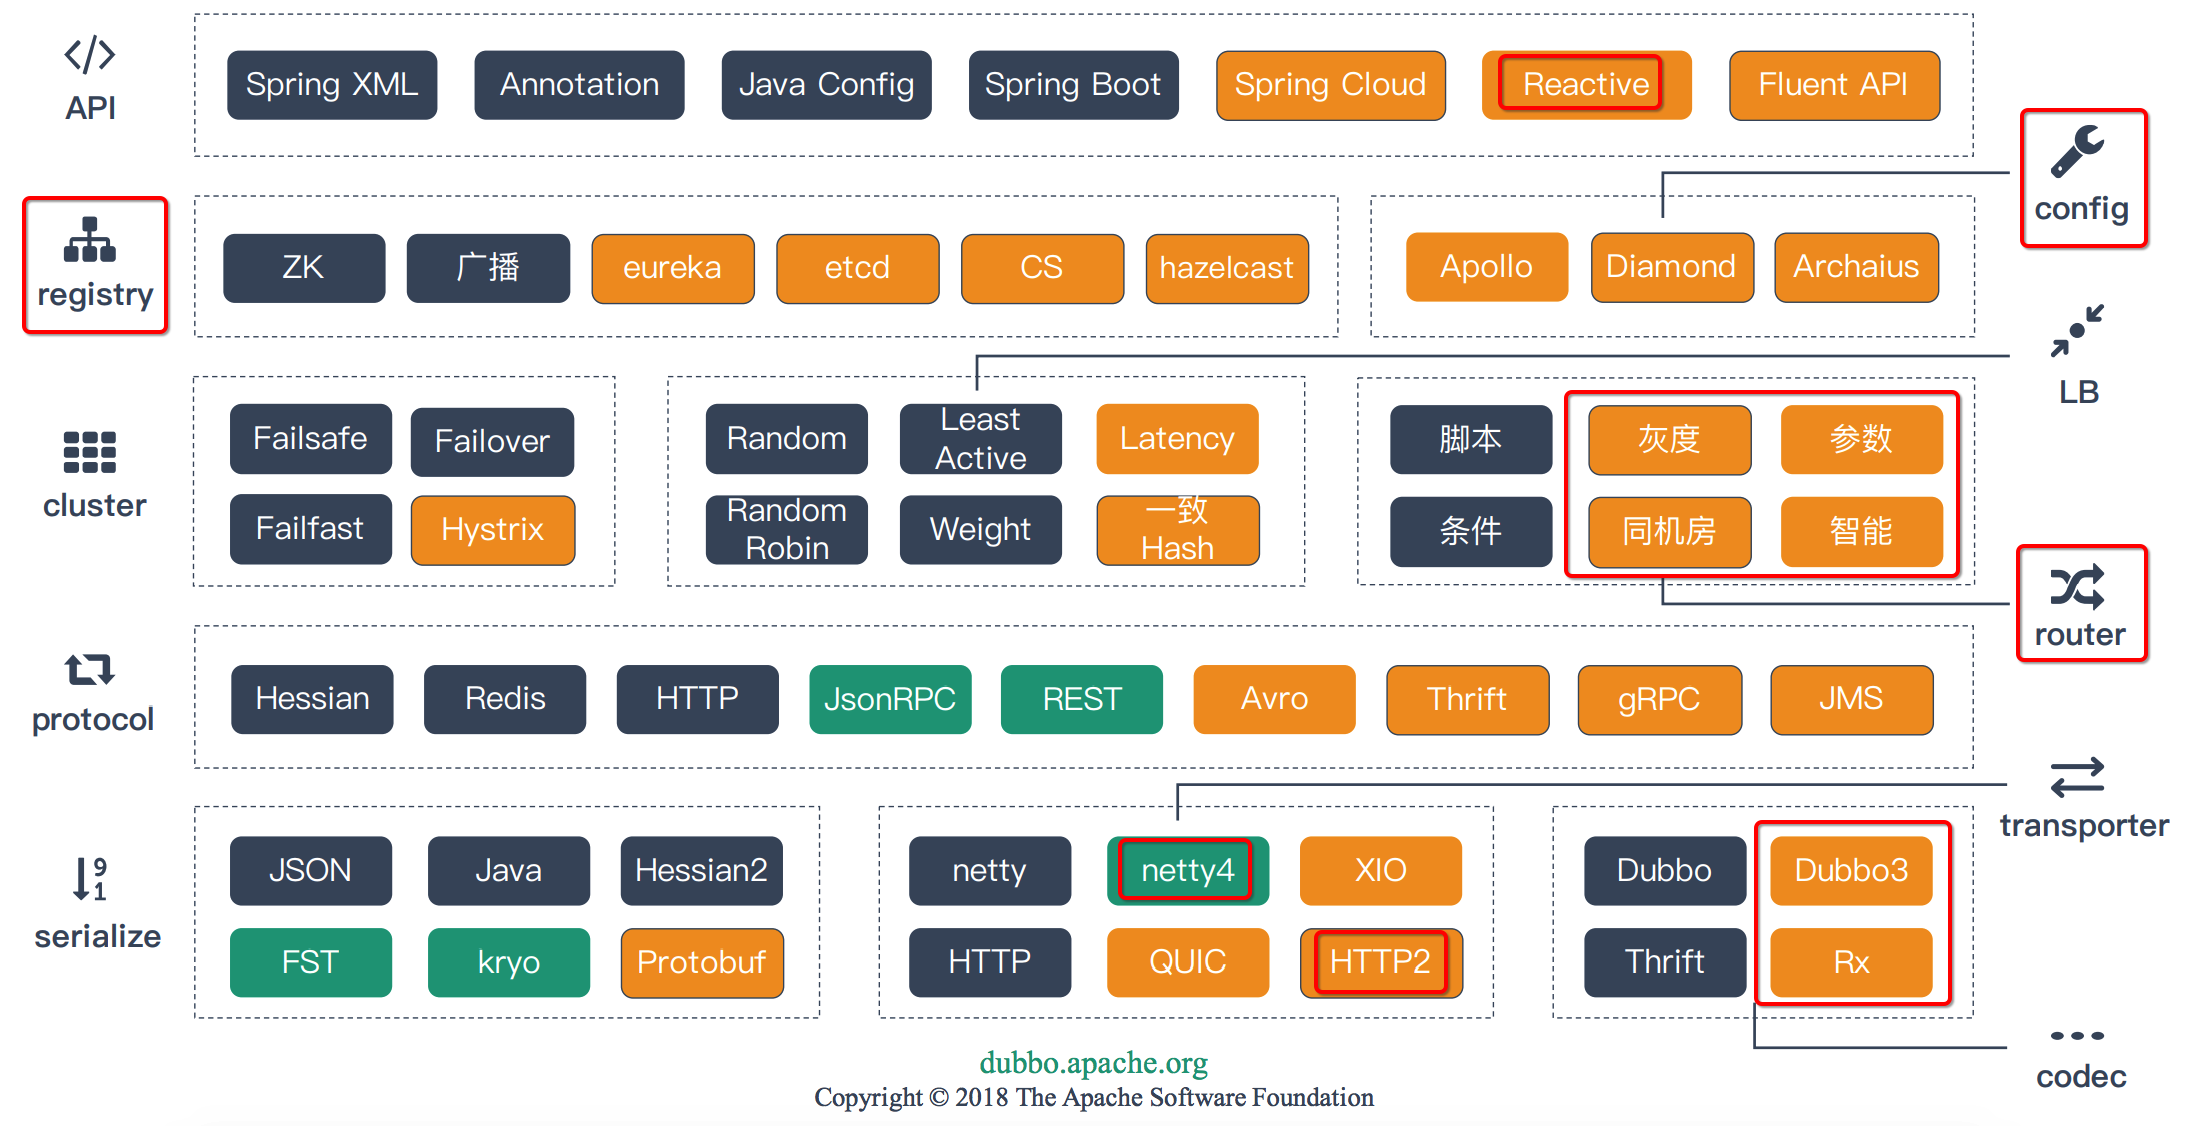 API
Spring XML
Annotation
Java Config
Spring Boot
Spring Cloud
Reactive
Fluent API
config
registry
ZK
广播
eureka
etcd
CS
hazelcast
Apollo
Diamond
Archaius
LB
cluster
Failsafe
Failover
Failfast
Hystrix
Random
Least
Active
Latency
Random
Robin
Weight
一致
Hash
脚本
灰度
参数
条件
同机房
智能
router
protocol
Hessian
Redis
HTTP
JsonRPC
REST
Avro
Thrift
gRPC
JMS
transporter
9
1
serialize
JSON
Java
Hessian2
FST
kryo
Protobuf
netty
netty4
XIO
HTTP
QUIC
HTTP2
Dubbo
Dubbo3
Thrift
Rx
codec
dubbo.apache.org
Copyright © 2018 The Apache Software Foundation